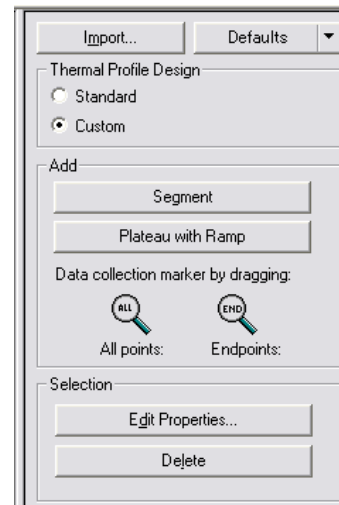 Import... Defaults
Thermal Profile Design
Standard
Custom
Add
Segment
Plateau with Ramp
Data collection marker by dragging:
ALL END
All points: Endpoints:
Selection
Edit Properties...
Delete